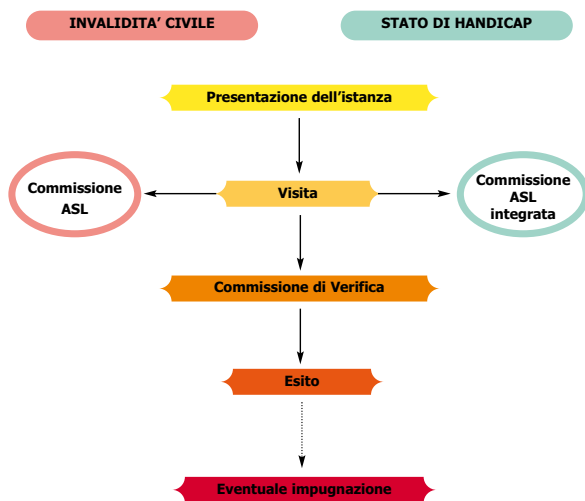 INVALIDITA’ CIVILE
STATO DI HANDICAP
Presentazione dell’istanza
Commissione
ASL
Visita
Commissione
ASL
integrata
Commissione di Verifica
Esito
Eventuale impugnazione